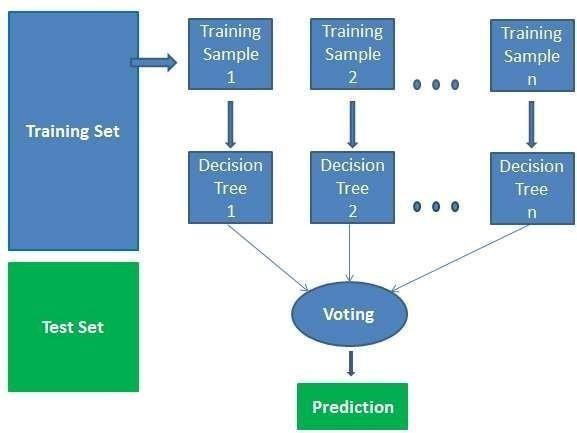 Training Set
Training
Sample
1
Training
Sample
2
Training
Sample
n
Decision
Tree
1
Decision
Tree
2
Decision
Tree
n
Test Set
Voting
Prediction